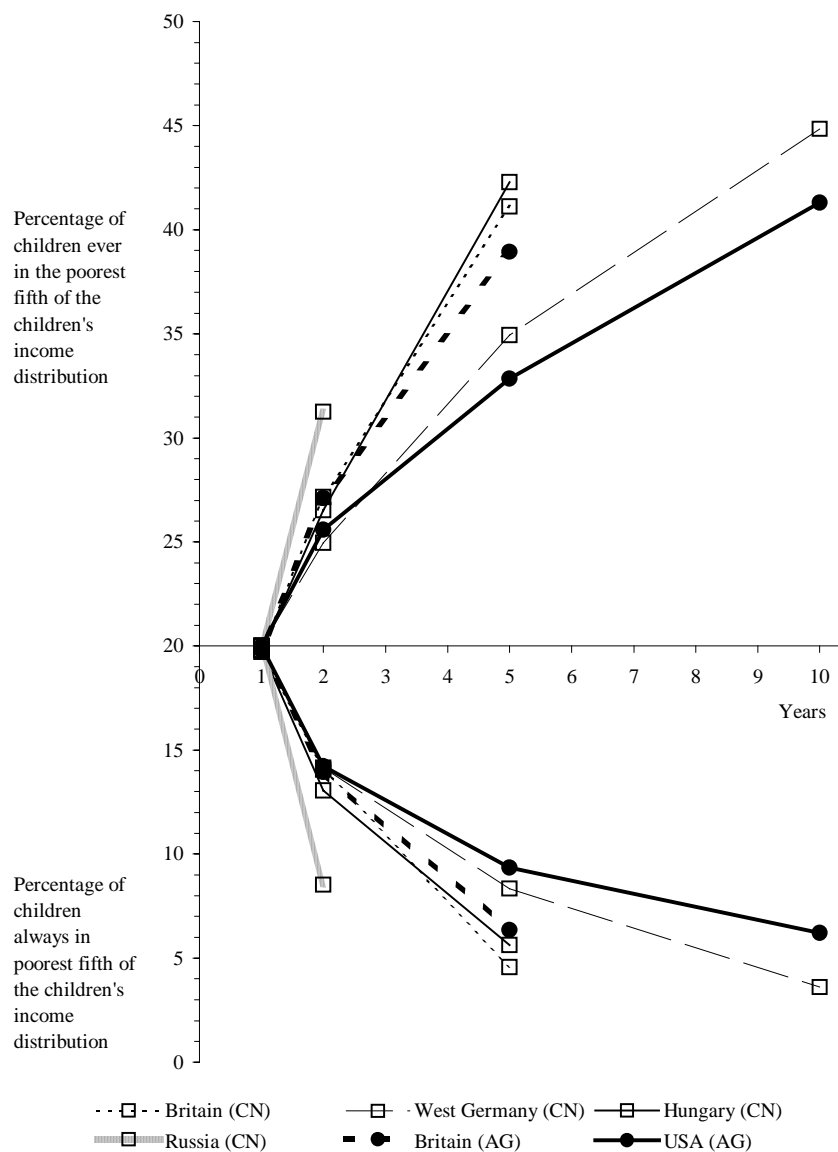 50
45
40
Percentage of
children ever
in the poorest
fifth of the
children's
income
distribution
35
30
25
20
0 1 2 3 4 5 6 7 8 9 10
Years
15
10
Percentage of
children
always in
poorest fifth of
the children's
income
distribution
5
0
Britain (CN) West Germany (CN) Hungary (CN)
Russia (CN) Britain (AG) USA (AG)